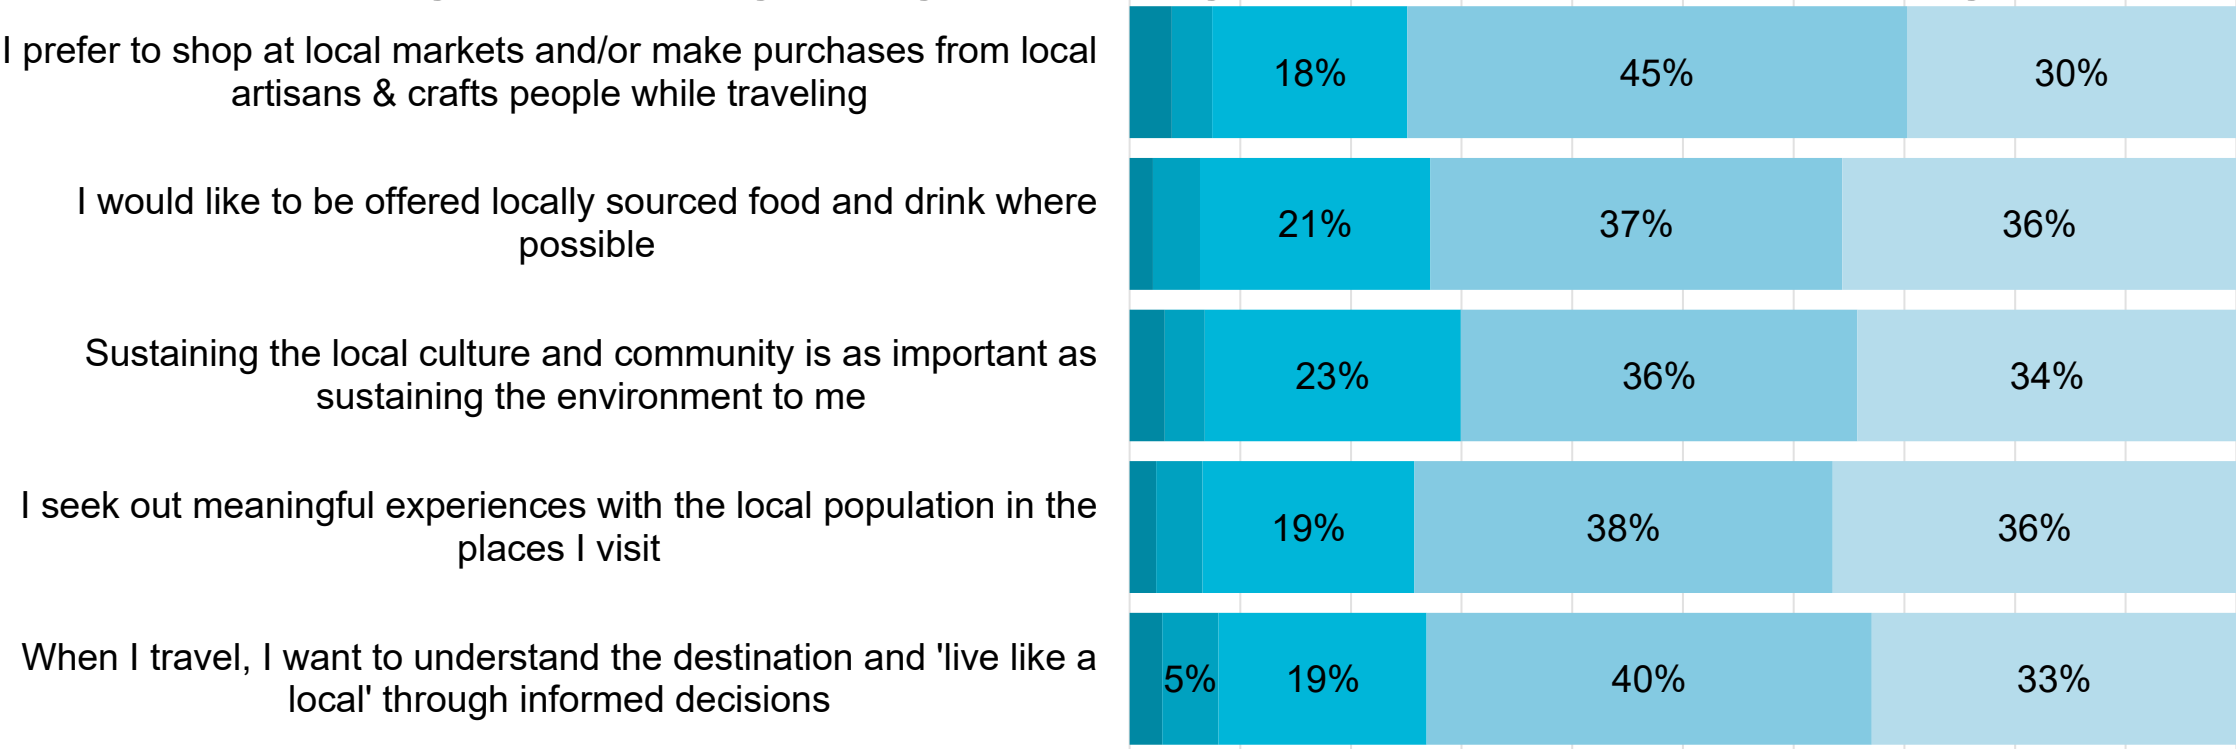 I prefer to shop at local markets and/or make purchases from local
artisans & crafts people while traveling
18% 45% 30%
I would like to be offered locally sourced food and drink where
possible
21% 37% 36%
Sustaining the local culture and community is as important as
sustaining the environment to me
23% 36% 34%
I seek out meaningful experiences with the local population in the
places I visit
19% 38% 36%
When I travel, I want to understand the destination and 'live like a
local' through informed decisions
5% 19% 40% 33%